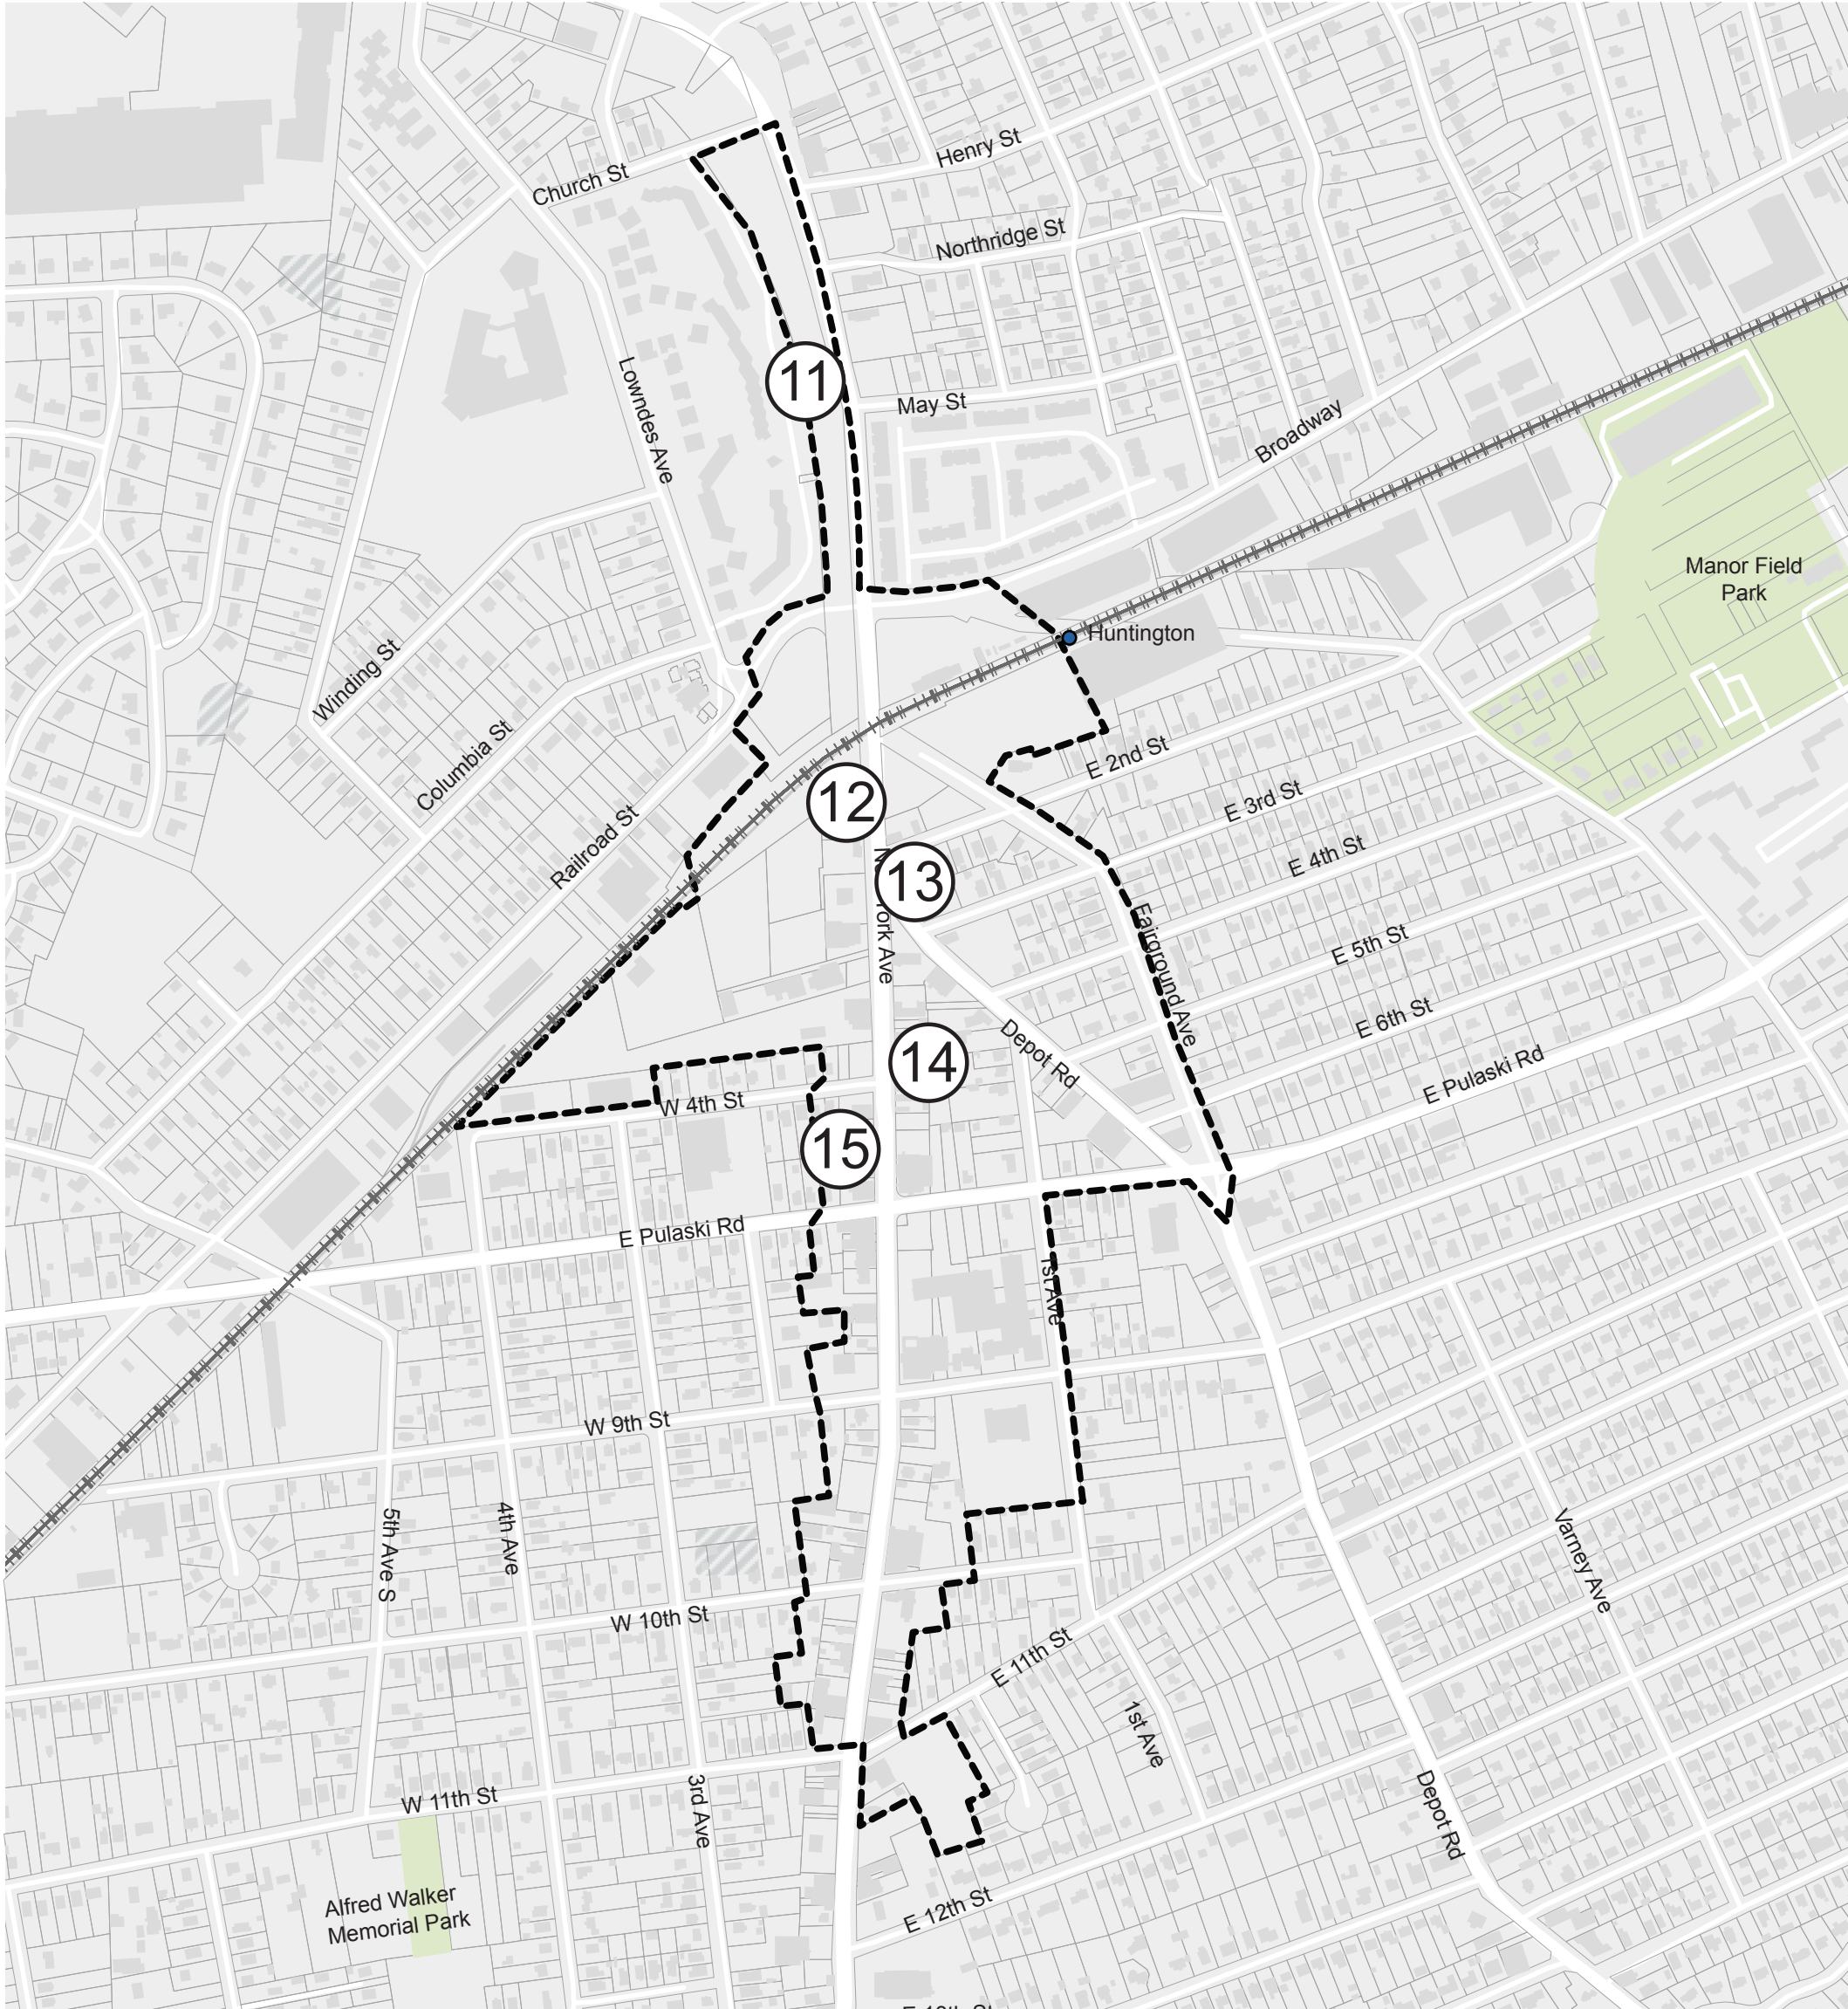 Henry St
Church St
Northridge St
11
May St
Lowndes Ave
Broadway
Manor Field
Park
Huntington
Winding St
Columbia St
E 2nd St
12
E 3rd St
Railroad St
E 4th St
13
York Ave
Fairground Ave
E 5th St
E 6th St
Depot Rd
14
E Pulaski Rd
W 4th St
15
E Pulaski Rd
1st Ave
W 9th St
5th Ave S
4th Ave
Varney Ave
W 10th St
E 11th St
1st Ave
W 11th St
3rd Ave
Depot Rd
Alfred Walker
Memorial Park
E 12th St